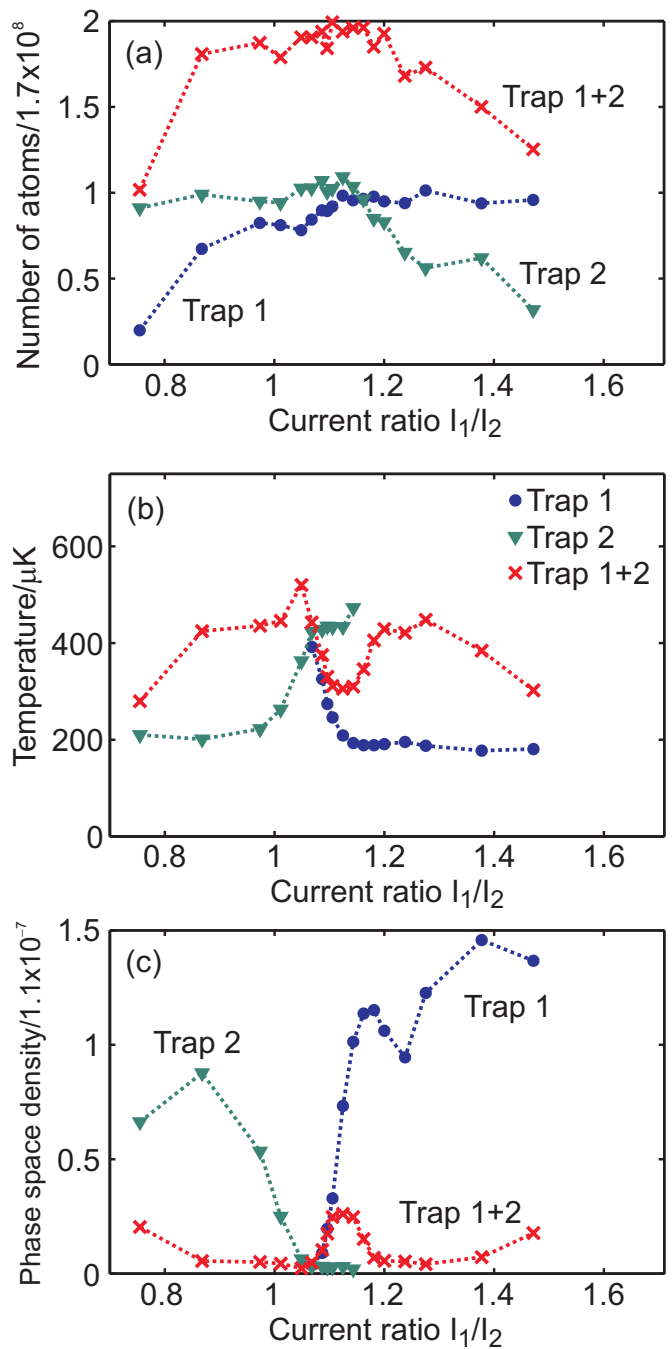 (a)
Number of atoms/1.7x10⁸
2
1.5
1
0.5
0
Trap 1+2
Trap 2
Trap 1
0.8 1 1.2 1.4 1.6
Current ratio I₁/I₂
(b)
Temperature/μK
600
400
200
0
Trap 1
Trap 2
Trap 1+2
0.8 1 1.2 1.4 1.6
Current ratio I₁/I₂
(c)
Phase space density/1.1x10⁻⁷
1.5
1
0.5
0
Trap 1
Trap 2
Trap 1+2
0.8 1 1.2 1.4 1.6
Current ratio I₁/I₂